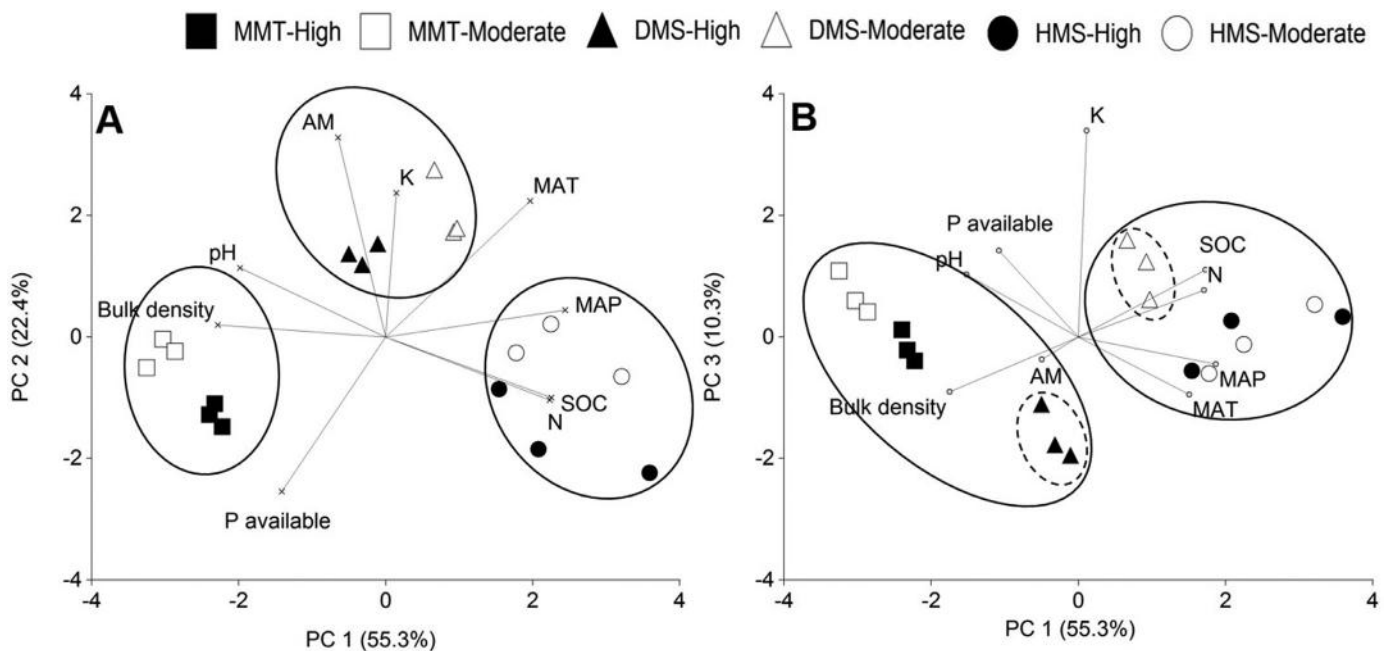 MMT-High MMT-Moderate DMS-High DMS-Moderate HMS-High HMS-Moderate
A
4
2
0
-2
-4
-4 -2 0 2 4
PC 2 (22.4%)
PC 1 (55.3%)
AM
K
MAT
pH
Bulk density
MAP
SOC
N
P available
B
4
2
0
-2
-4
-4 -2 0 2 4
PC 3 (10.3%)
PC 1 (55.3%)
K
P available
SOC
pH
N
AM
MAP
Bulk density
MAT